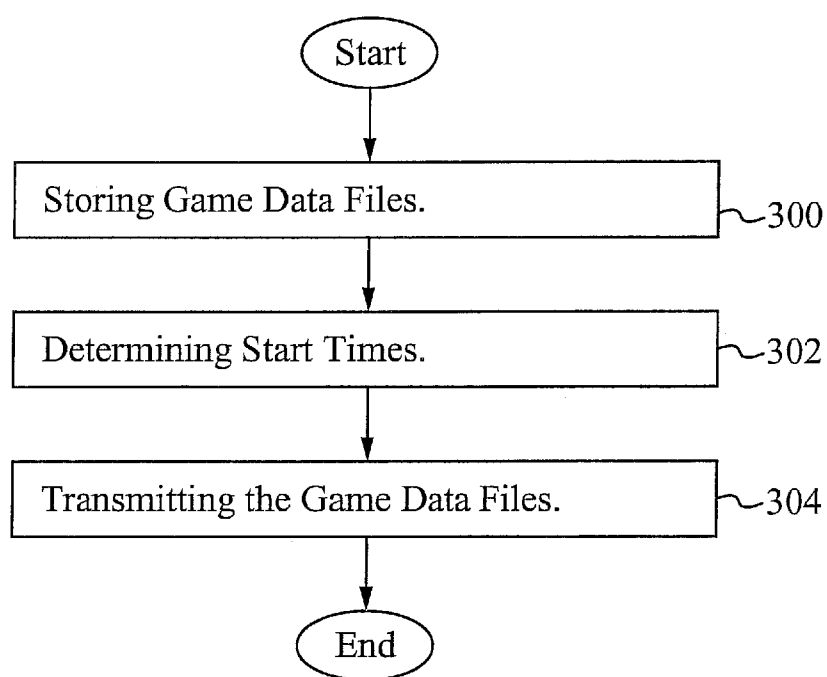 Start
Storing Game Data Files.
300
Determining Start Times.
302
Transmitting the Game Data Files.
304
End